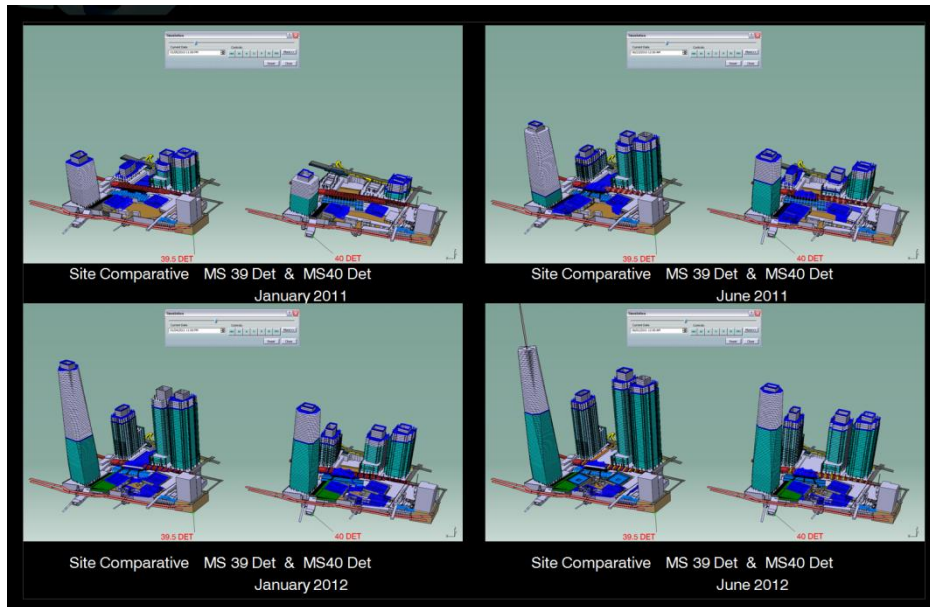 39.5 DET
40 DET
Site Comparative MS 39 Det & MS40 Det
January 2011
39.5 DET
40 DET
Site Comparative MS 39 Det & MS40 Det
June 2011
39.5 DET
40 DET
Site Comparative MS 39 Det & MS40 Det
January 2012
39.5 DET
40 DET
Site Comparative MS 39 Det & MS40 Det
June 2012